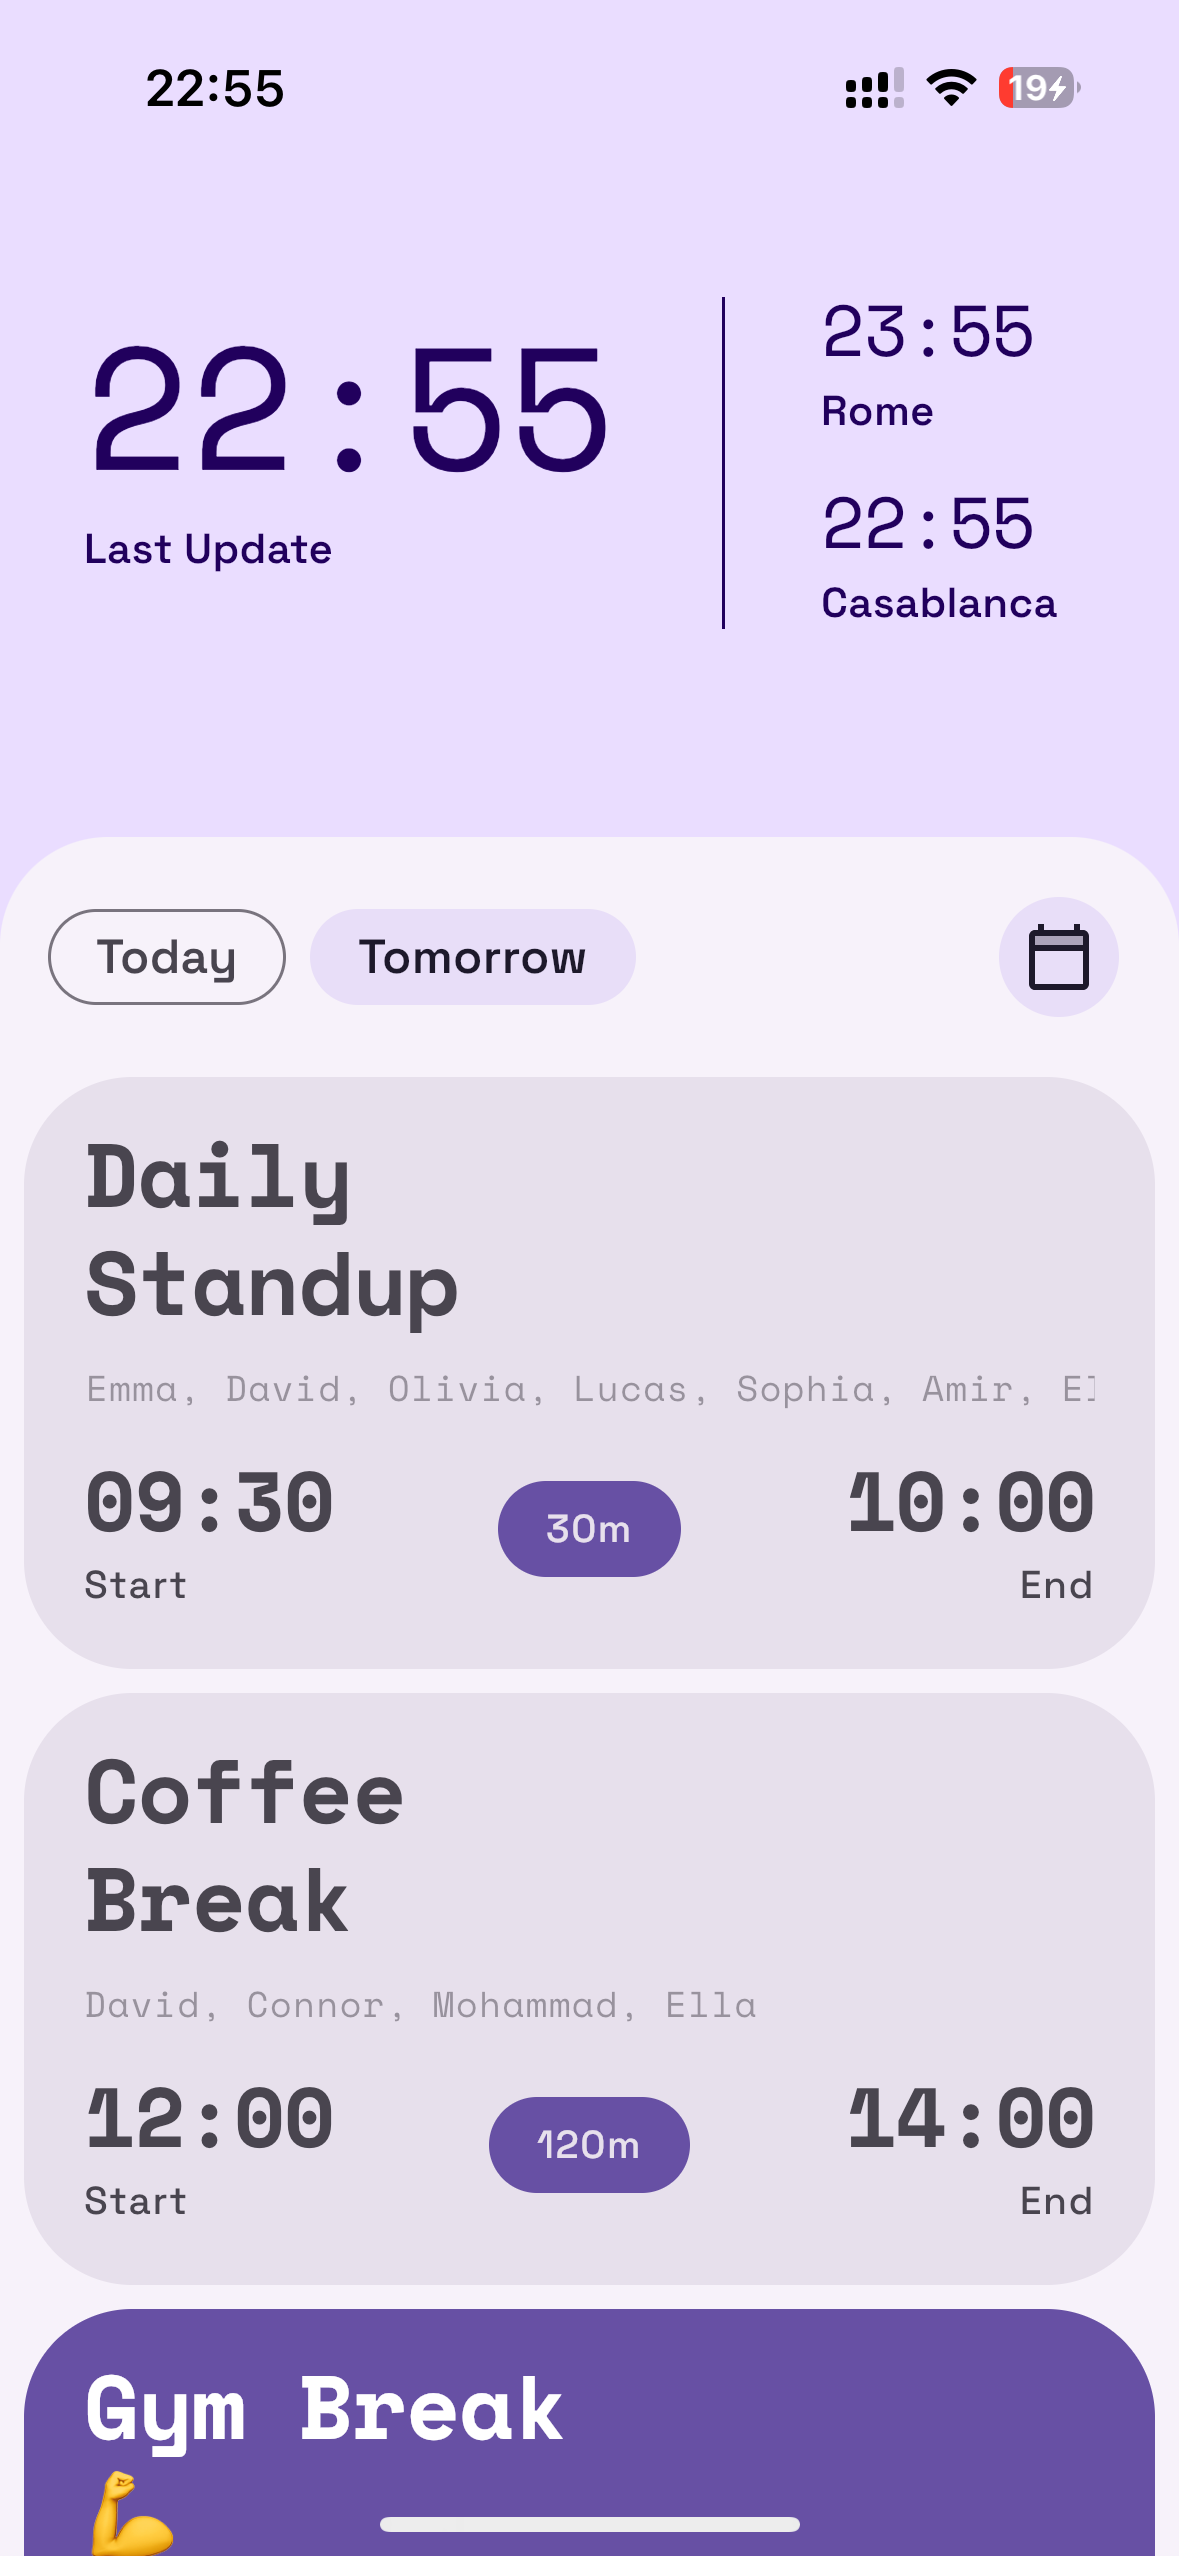 22:55
19
22:55
Last Update
23:55
Rome
22:55
Casablanca
Today
Tomorrow
Daily
Standup
Emma, David, Olivia, Lucas, Sophia, Amir,
09:30
Start
30m
10:00
End
Coffee
Break
David, Connor, Mohammad, Ella
12:00
Start
120m
14:00
End
Gym Break
💪